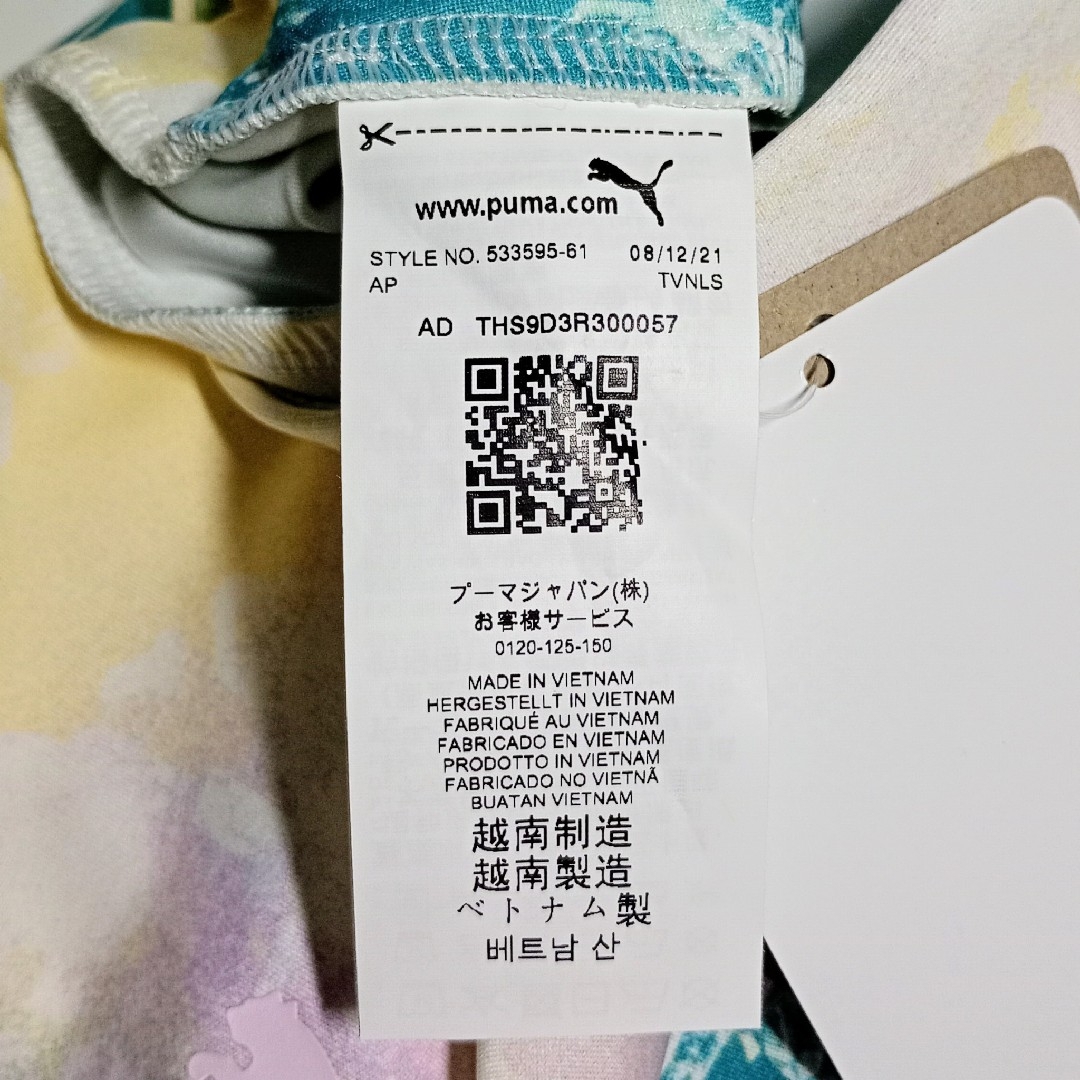 www.puma.com
STYLE NO. 533595-61 08/12/21
AP TVNLS
AD THS9D3R300057
プーマジャパン(株)
お客様サービス
0120-125-150
MADE IN VIETNAM
HERGESTELLT IN VIETNAM
FABRIQUÉ AU VIETNAM
FABRICADO EN VIETNAM
PRODOTTO IN VIETNAM
FABRICADO NO VIETNÃ
BUATAN VIETNAM
越南制造
越南製造
ベトナム製
베트남 산